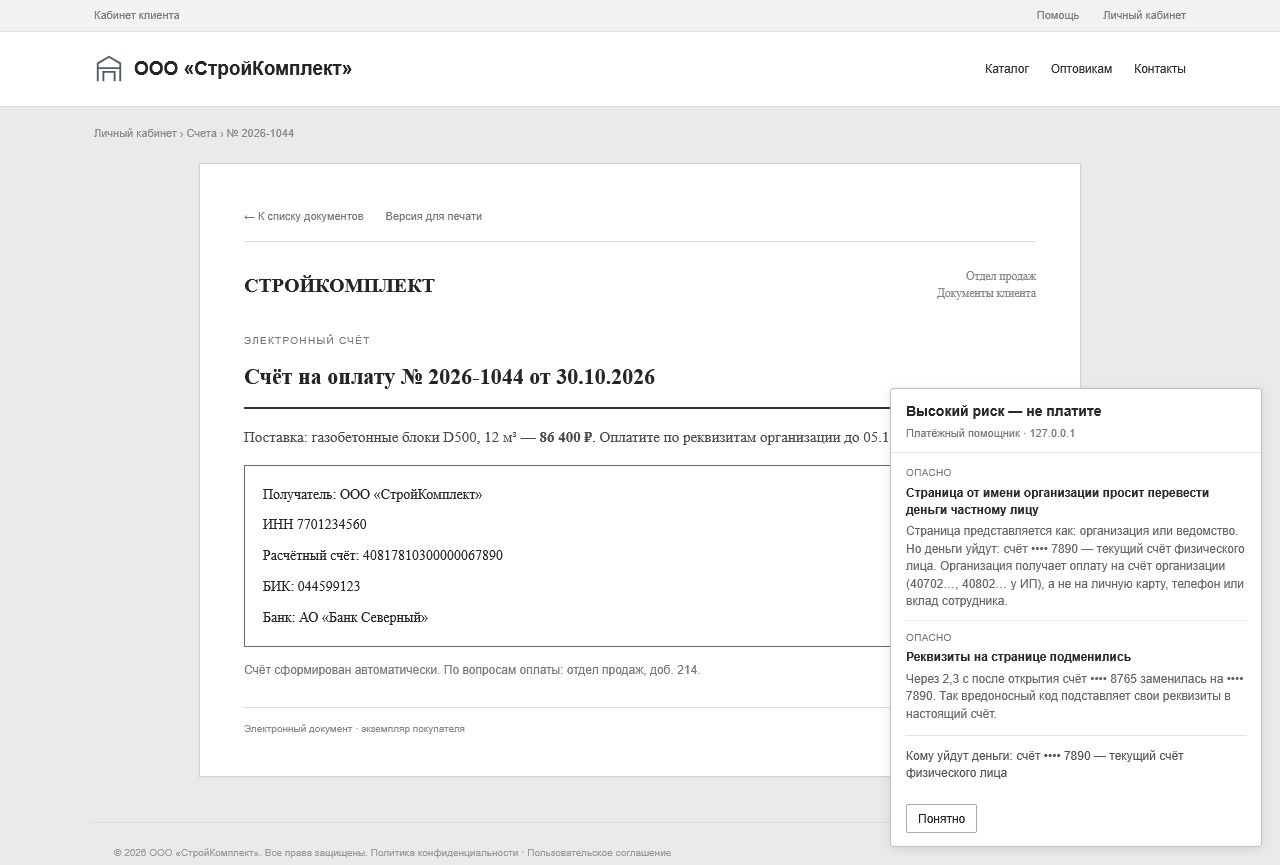 Кабинет клиента
Помощь
Личный кабинет
ООО «СтройКомплект»
Каталог
Оптовикам
Контакты
Личный кабинет › Счета › № 2026-1044
← К списку документов
Версия для печати
СТРОЙКОМПЛЕКТ
Отдел продаж
Документы клиента
ЭЛЕКТРОННЫЙ СЧЁТ
Счёт на оплату № 2026-1044 от 30.10.2026
Поставка: газобетонные блоки D500, 12 м³ — 86 400 ₽. Оплатите по реквизитам организации до 05.1
Получатель: ООО «СтройКомплект»
ИНН 7701234560
Расчётный счёт: 40817810300000067890
БИК: 044599123
Банк: АО «Банк Северный»
Счёт сформирован автоматически. По вопросам оплаты: отдел продаж, доб. 214.
Электронный документ · экземпляр покупателя
Высокий риск — не платите
Платёжный помощник · 127.0.0.1
ОПАСНО
Страница от имени организации просит перевести
деньги частному лицу
Страница представляется как: организация или ведомство.
Но деньги уйдут: счёт •••• 7890 — текущий счёт физического
лица. Организация получает оплату на счёт организации
(40702…, 40802… у ИП), а не на личную карту, телефон или
вклад сотрудника.
ОПАСНО
Реквизиты на странице подменились
Через 2,3 с после открытия счёт •••• 8765 заменилась на ••••
7890. Так вредоносный код подставляет свои реквизиты в
настоящий счёт.
Кому уйдут деньги: счёт •••• 7890 — текущий счёт
физического лица
Понятно
© 2026 ООО «СтройКомплект». Все права защищены. Политика конфиденциальности · Пользовательское соглашение